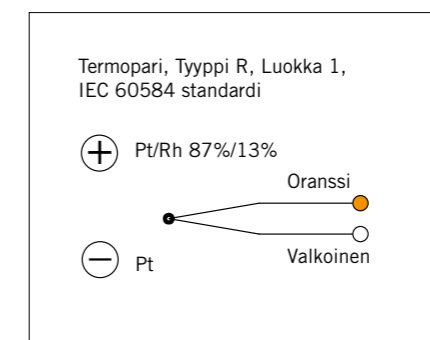 Termopari, Tyyppi R, Luokka 1,
IEC 60584 standardi
Pt/Rh 87%/13%
Oranssi
Valkoinen
Pt